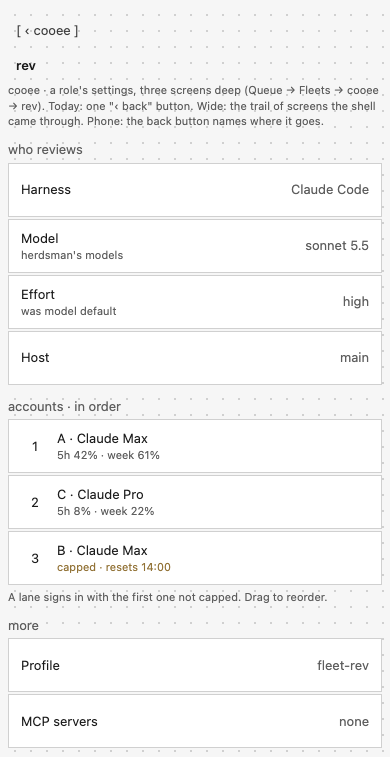 [ ‹ cooee ]
rev
cooee · a role's settings, three screens deep (Queue → Fleets → cooee
→ rev). Today: one "‹ back" button. Wide: the trail of screens the shell
came through. Phone: the back button names where it goes.
who reviews
Harness
Claude Code
Model
herdsman's models
sonnet 5.5
Effort
was model default
high
Host
main
accounts · in order
1
A · Claude Max
5h 42% · week 61%
2
C · Claude Pro
5h 8% · week 22%
3
B · Claude Max
capped · resets 14:00
A lane signs in with the first one not capped. Drag to reorder.
more
Profile
fleet-rev
MCP servers
none